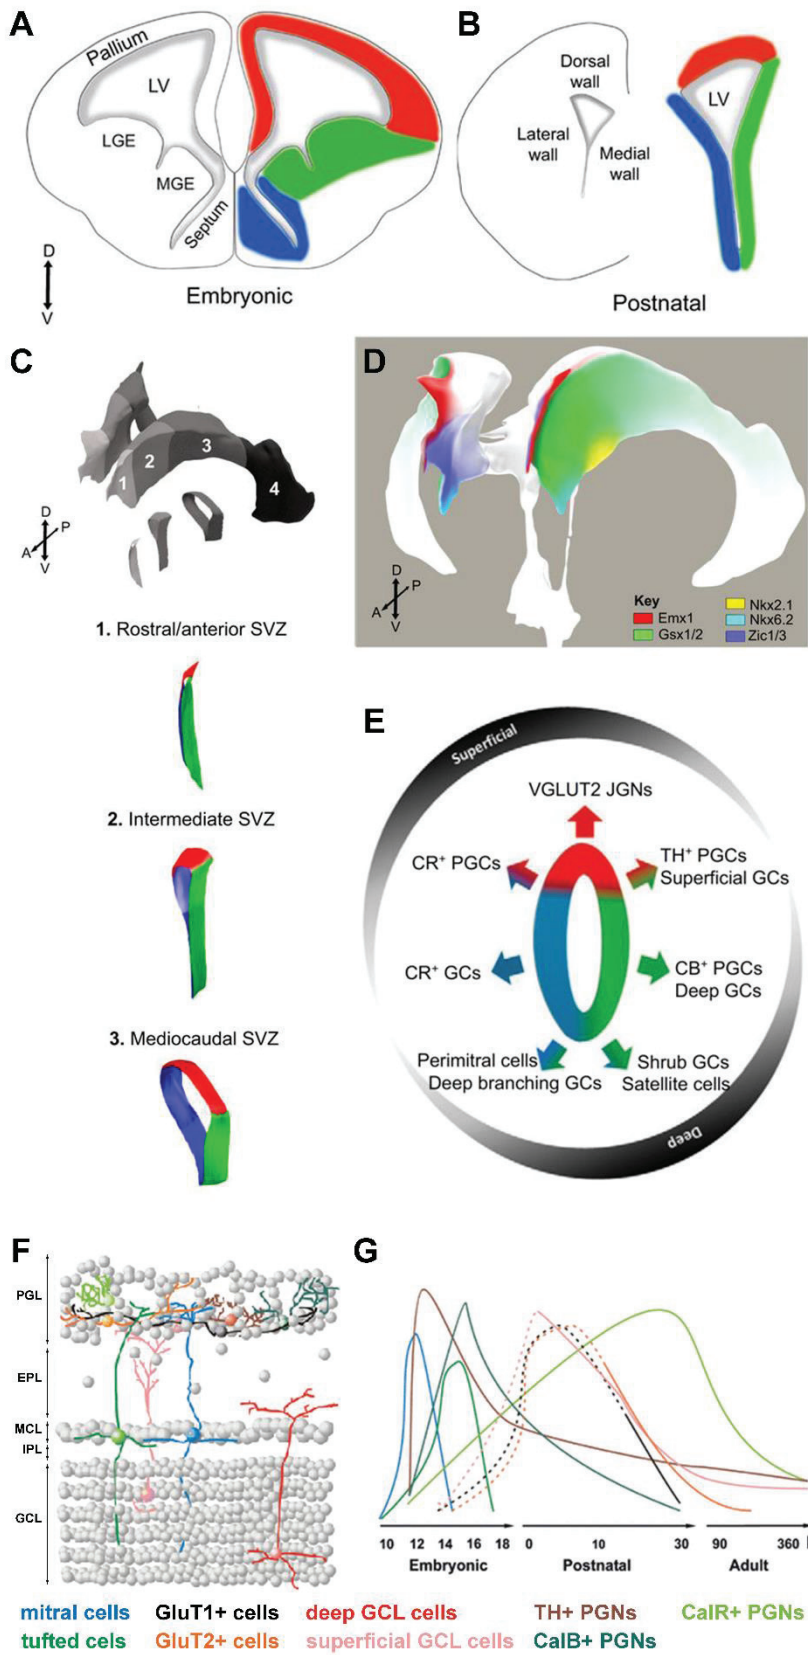 A
Pallium
LV
LGE
MGE
Septum
D
V
Embryonic
B
Dorsal
wall
Lateral
wall
Medial
wall
LV
Postnatal
C
1
2
3
4
D
P
A
V
1. Rostral/anterior SVZ
2. Intermediate SVZ
3. Mediocaudal SVZ
D
D
P
A
V
Key
Emx1
Gsx1/2
Nkx2.1
Nkx6.2
Zic1/3
E
Superficial
VGLUT2 JGNs
CR+ PGCs
TH+ PGCs
Superficial GCs
CR+ GCs
CB+ PGCs
Deep GCs
Perimitral cells
Deep branching GCs
Shrub GCs
Satellite cells
Deep
F
PGL
EPL
MCL
IPL
GCL
G
10 12 14 16 18 0 10 30 90 360
Embryonic Postnatal Adult
mitral cells GluT1+ cells deep GCL cells TH+ PGNs CalR+ PGNs
tufted cels GluT2+ cells superficial GCL cells CalB+ PGNs